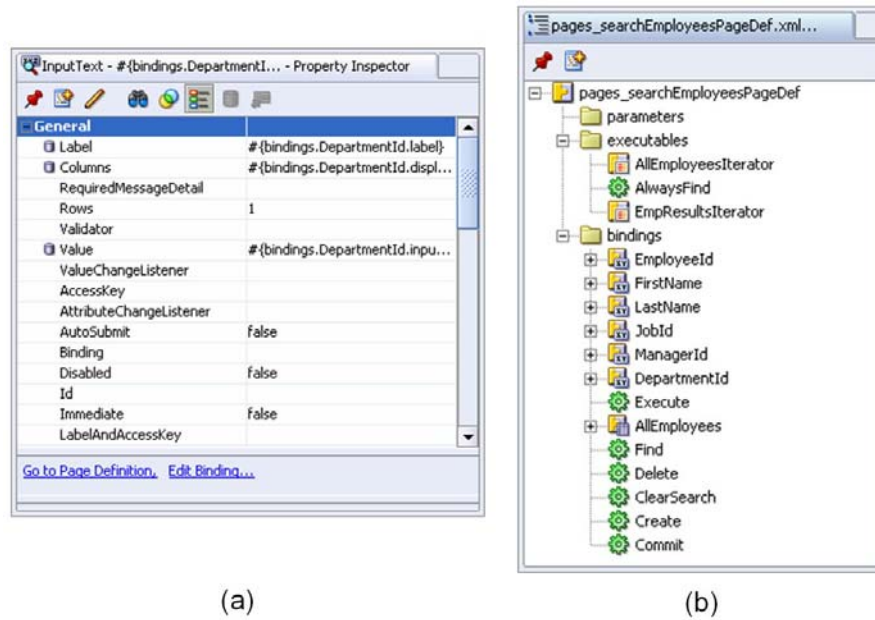 InputText - #{bindings.DepartmentI... - Property Inspector
General
Label #{bindings.DepartmentId.label}
Columns #{bindings.DepartmentId.displ...
RequiredMessageDetail
Rows 1
Validator
Value #{bindings.DepartmentId.inpu...
ValueChangeListener
AccessKey
AttributeChangeListener
AutoSubmit false
Binding
Disabled false
Id
Immediate false
LabelAndAccessKey
Go to Page Definition, Edit Binding...
(a)
pages_searchEmployeesPageDef.xml...
pages_searchEmployeesPageDef
parameters
executables
AllEmployeesIterator
AlwaysFind
EmpResultsIterator
bindings
EmployeeId
FirstName
LastName
JobId
ManagerId
DepartmentId
Execute
AllEmployees
Find
Delete
ClearSearch
Create
Commit
(b)